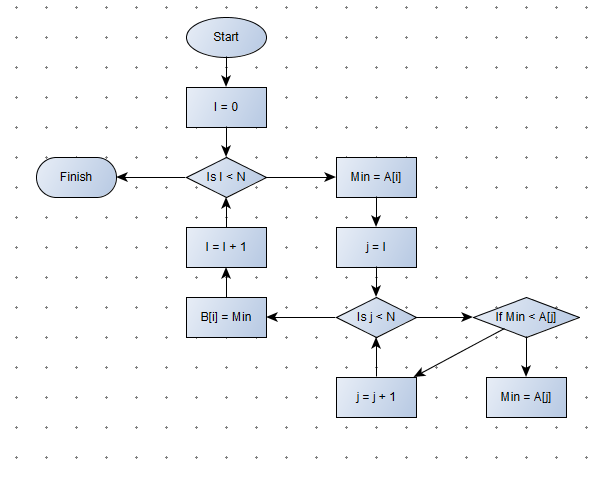 Start
I = 0
Finish
Is I < N
Min = A[i]
I = I + 1
j = I
B[i] = Min
Is j < N
If Min < A[j]
j = j + 1
Min = A[j]